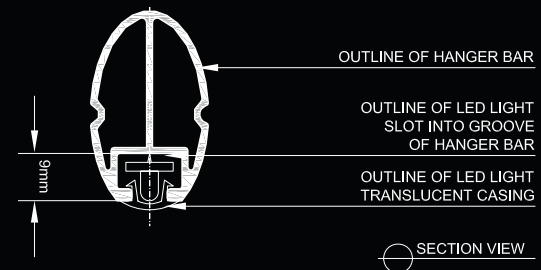 OUTLINE OF HANGER BAR
OUTLINE OF LED LIGHT
SLOT INTO GROOVE
OF HANGER BAR
9mm
OUTLINE OF LED LIGHT
TRANSLUCENT CASING
SECTION VIEW